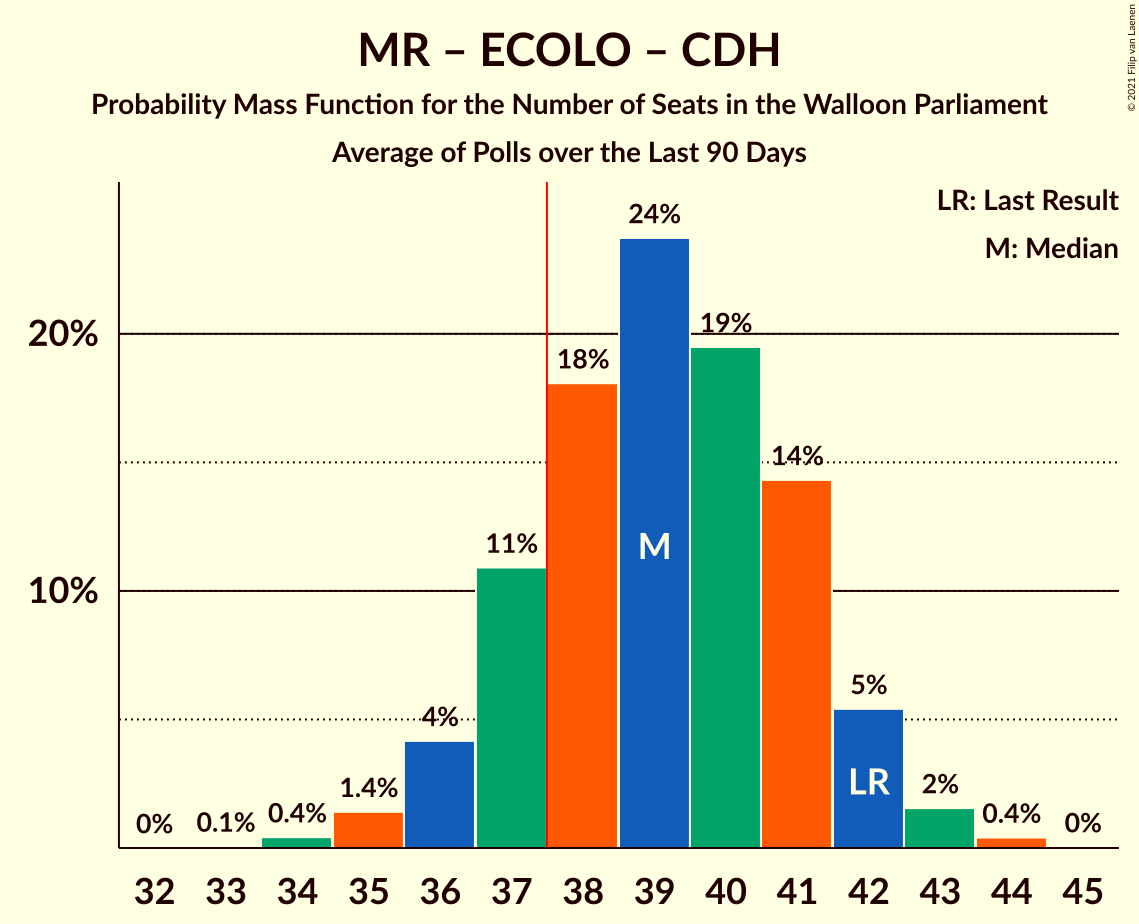 MR – ECOLO – CDH
Probability Mass Function for the Number of Seats in the Walloon Parliament
Average of Polls over the Last 90 Days
© 2021 Filip van Laenen
LR: Last Result
M: Median
20%
10%
0%
0.1%
0.4%
1.4%
4%
11%
18%
24%
19%
14%
5%
2%
0.4%
0%
M
LR
32 33 34 35 36 37 38 39 40 41 42 43 44 45